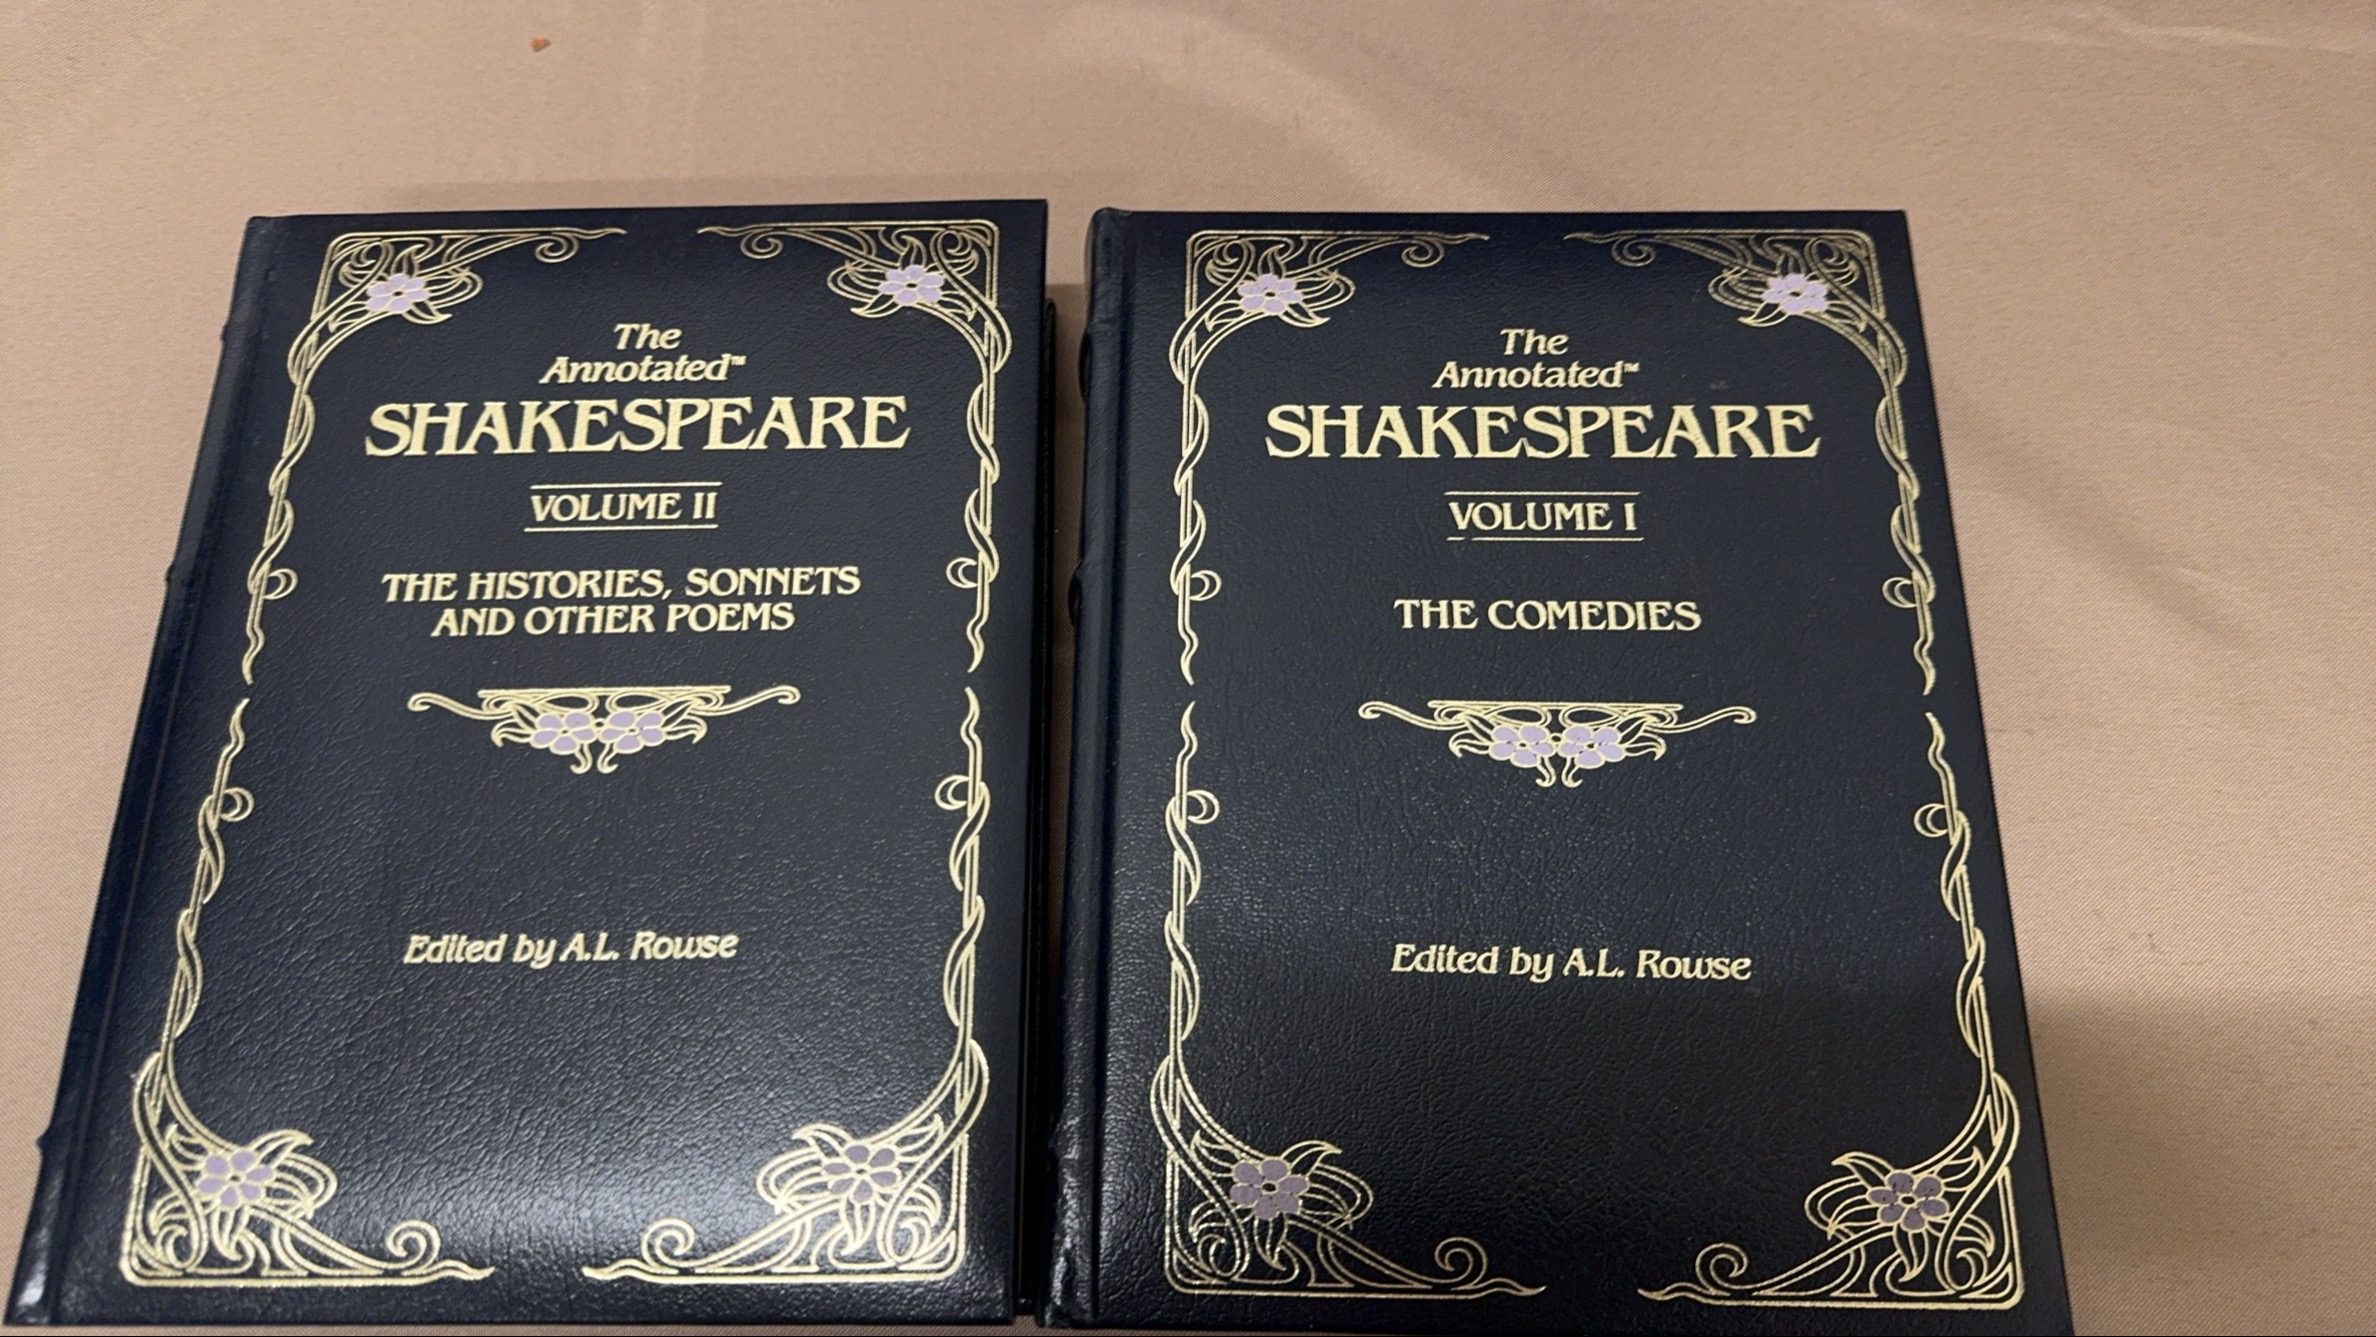 The
Annotated™
SHAKESPEARE
VOLUME II
THE HISTORIES, SONNETS
AND OTHER POEMS
Edited by A.L. Rowse
The
Annotated™
SHAKESPEARE
VOLUME I
THE COMEDIES
Edited by A.L. Rowse